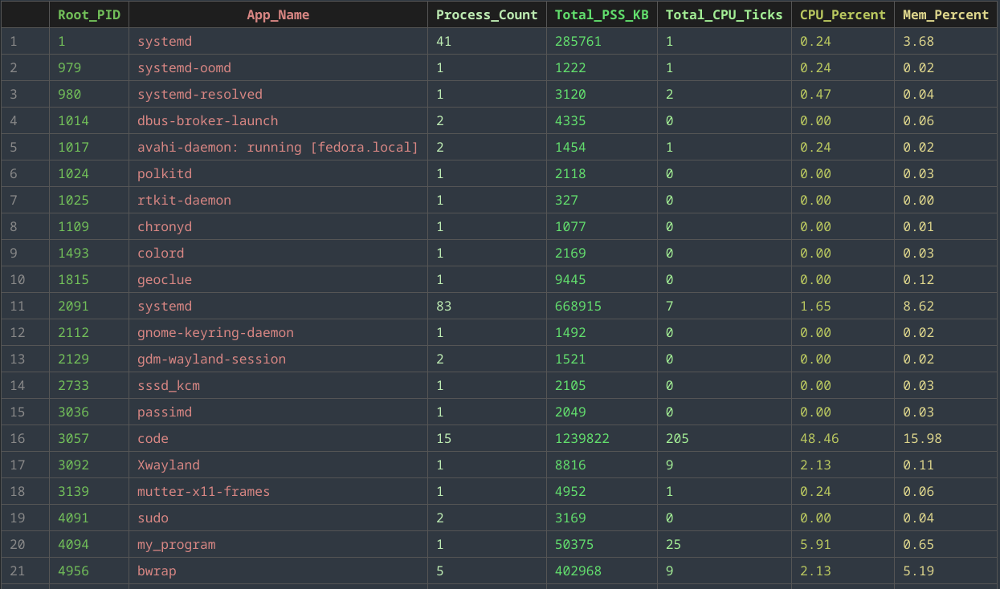 Root_PID App_Name Process_Count Total_PSS_KB Total_CPU_Ticks CPU_Percent Mem_Percent
1 1 systemd 41 285761 1 0.24 3.68
2 979 systemd-oomd 1 1222 1 0.24 0.02
3 980 systemd-resolved 1 3120 2 0.47 0.04
4 1014 dbus-broker-launch 2 4335 0 0.00 0.06
5 1017 avahi-daemon: running [fedora.local] 2 1454 1 0.24 0.02
6 1024 polkitd 1 2118 0 0.00 0.03
7 1025 rtkit-daemon 1 327 0 0.00 0.00
8 1109 chronyd 1 1077 0 0.00 0.01
9 1493 colord 1 2169 0 0.00 0.03
10 1815 geoclue 1 9445 0 0.00 0.12
11 2091 systemd 83 668915 7 1.65 8.62
12 2112 gnome-keyring-daemon 1 1492 0 0.00 0.02
13 2129 gdm-wayland-session 2 1521 0 0.00 0.02
14 2733 sssd_kcm 1 2105 0 0.00 0.03
15 3036 passimd 1 2049 0 0.00 0.03
16 3057 code 15 1239822 205 48.46 15.98
17 3092 Xwayland 1 8816 9 2.13 0.11
18 3139 mutter-x11-frames 1 4952 1 0.24 0.06
19 4091 sudo 2 3169 0 0.00 0.04
20 4094 my_program 1 50375 25 5.91 0.65
21 4956 bwrap 5 402968 9 2.13 5.19